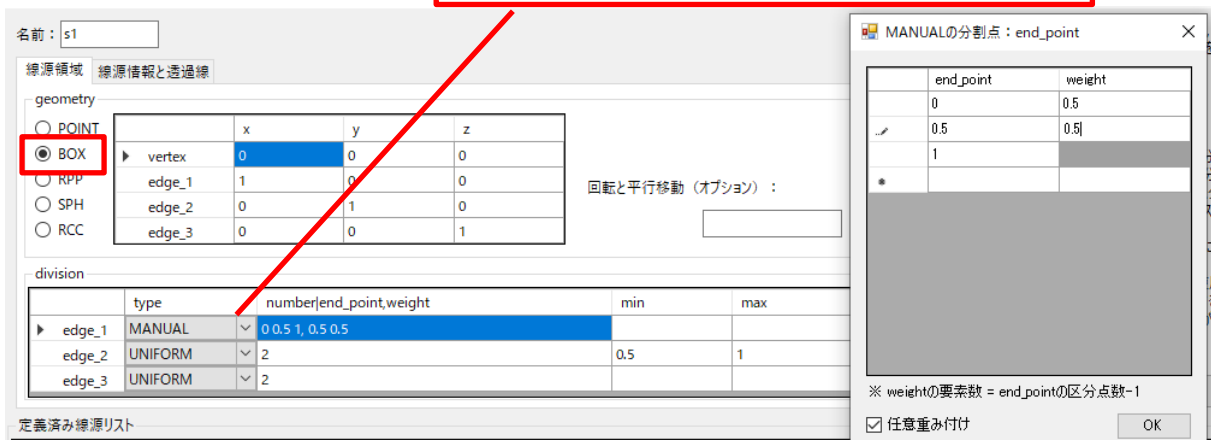 名前： s1
線源領域 線源情報と透過線
geometry
POINT
BOX
RPP
SPH
RCC
x y z
vertex 0 0 0
edge_1 1 0 0
edge_2 0 1 0
edge_3 0 0 1
回転と平行移動（オプション）：
division
type number|end_point,weight min max
edge_1 MANUAL 0 0.5 1, 0.5 0.5
edge_2 UNIFORM 2 0.5 1
edge_3 UNIFORM 2
定義済み線源リスト
MANUALの分割点：end_point
end_point weight
0 0.5
0.5 0.5
1
※ weightの要素数 = end_pointの区分点数-1
任意重み付け OK